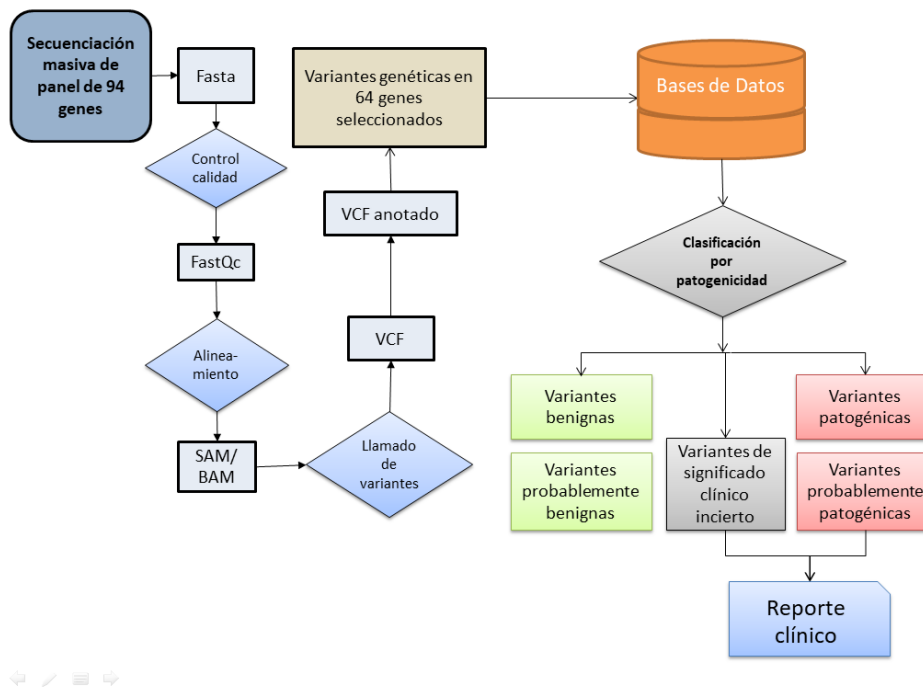 Secuenciación
masiva de
panel de 94
genes
Fasta
Control
calidad
FastQc
Alinea-
miento
SAM/
BAM
Llamado
de
variantes
VCF
VCF anotado
Variantes genéticas en
64 genes
seleccionados
Bases de Datos
Clasificación
por
patogenicidad
Variantes
benignas
Variantes
probablemente
benignas
Variantes de
significado
clínico
incierto
Variantes
patogénicas
Variantes
probablemente
patogénicas
Reporte
clínico